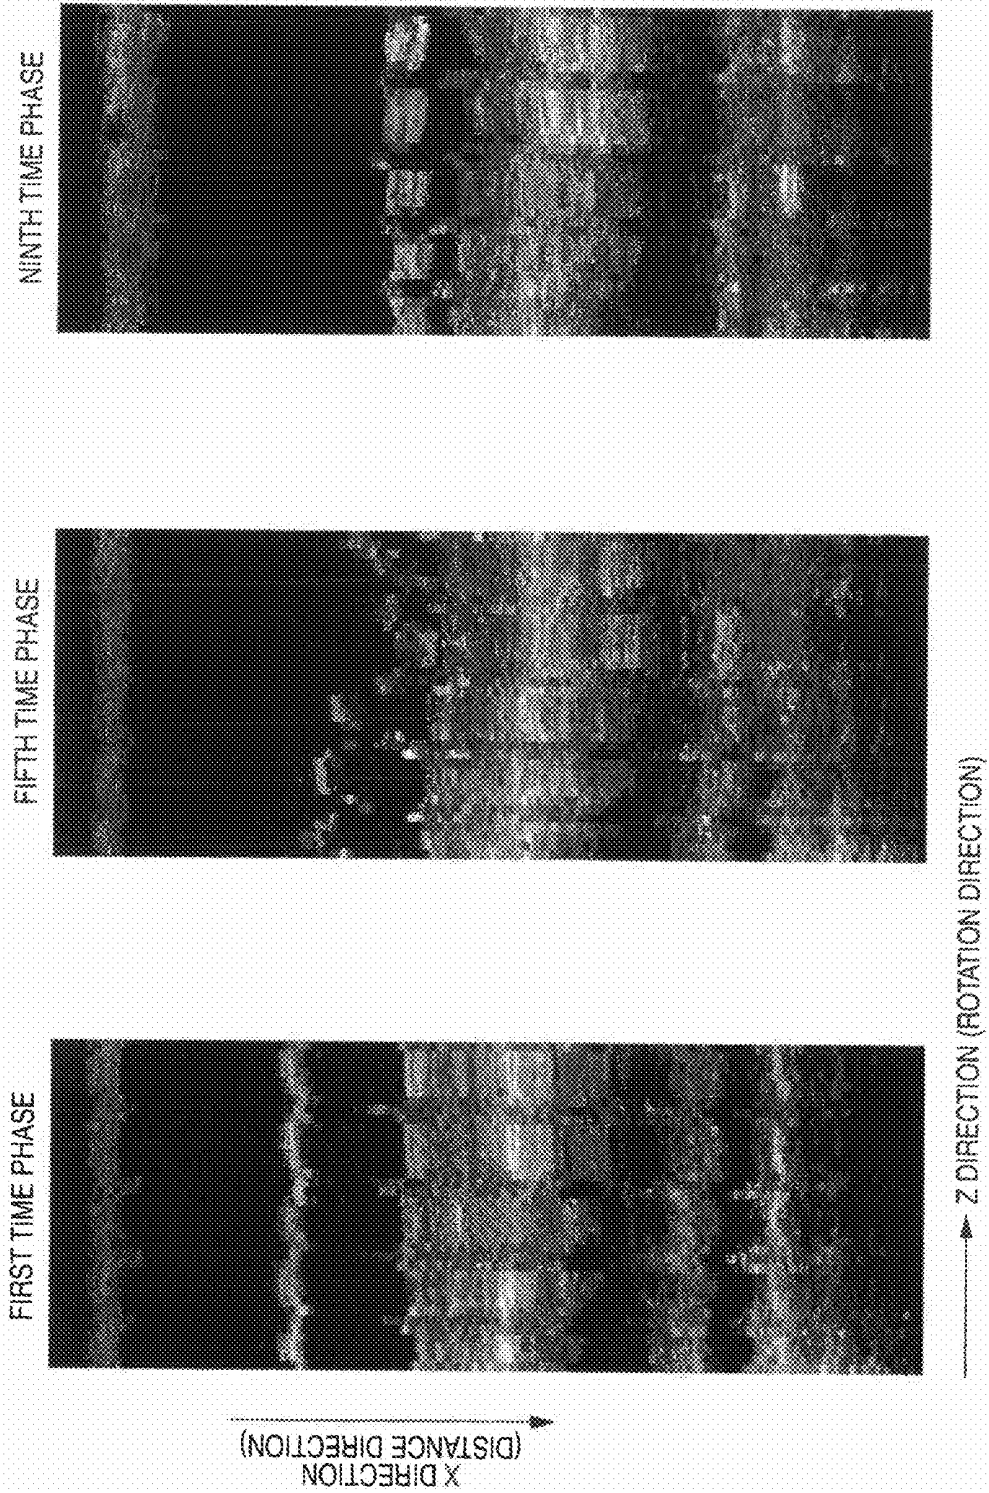 FIRST TIME PHASE
FIFTH TIME PHASE
NINTH TIME PHASE
X DIRECTION
(DISTANCE DIRECTION)
Z DIRECTION (ROTATION DIRECTION)